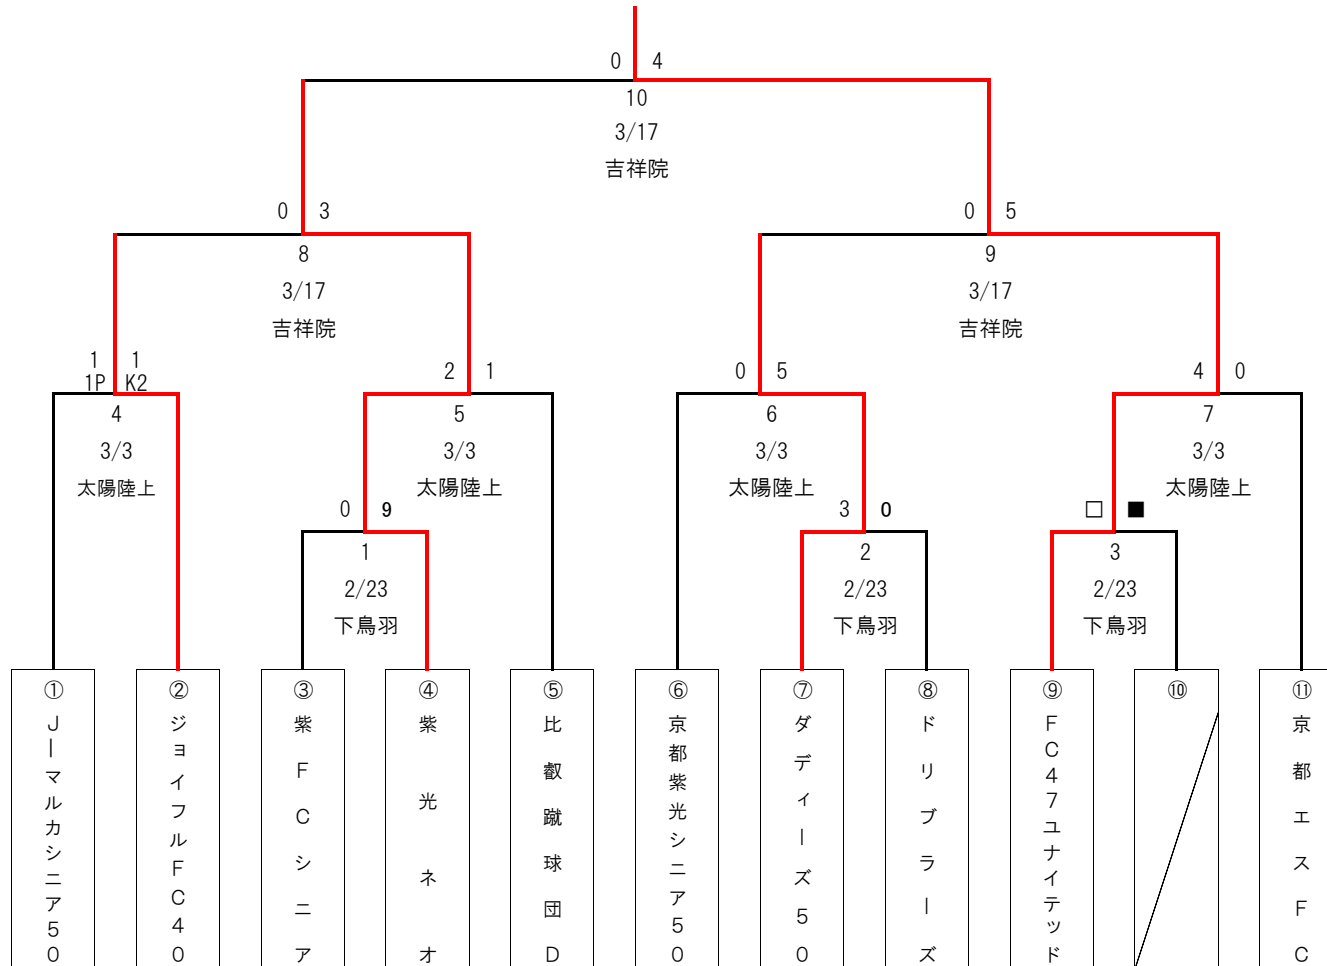 0 4
10
3/17
吉祥院
0 3
0 5
8
9
3/17
3/17
吉祥院
吉祥院
1 1
1P K2
2 1
0 5
4 0
4
5
6
7
3/3
3/3
3/3
3/3
太陽陸上
太陽陸上
太陽陸上
太陽陸上
0 9
3 0
□ ■
1
2
3
2/23
2/23
2/23
下鳥羽
下鳥羽
下鳥羽
①
Jーマルカシニア50
②
ジョイフルFC40
③
紫FCシニア
④
紫光ネオ
⑤
比叡蹴球団D
⑥
京都紫光シニア50
⑦
ダディーズ50
⑧
ドリブラーズ
⑨
FC47ユナイテッド
⑩
⑪
京都エスFC